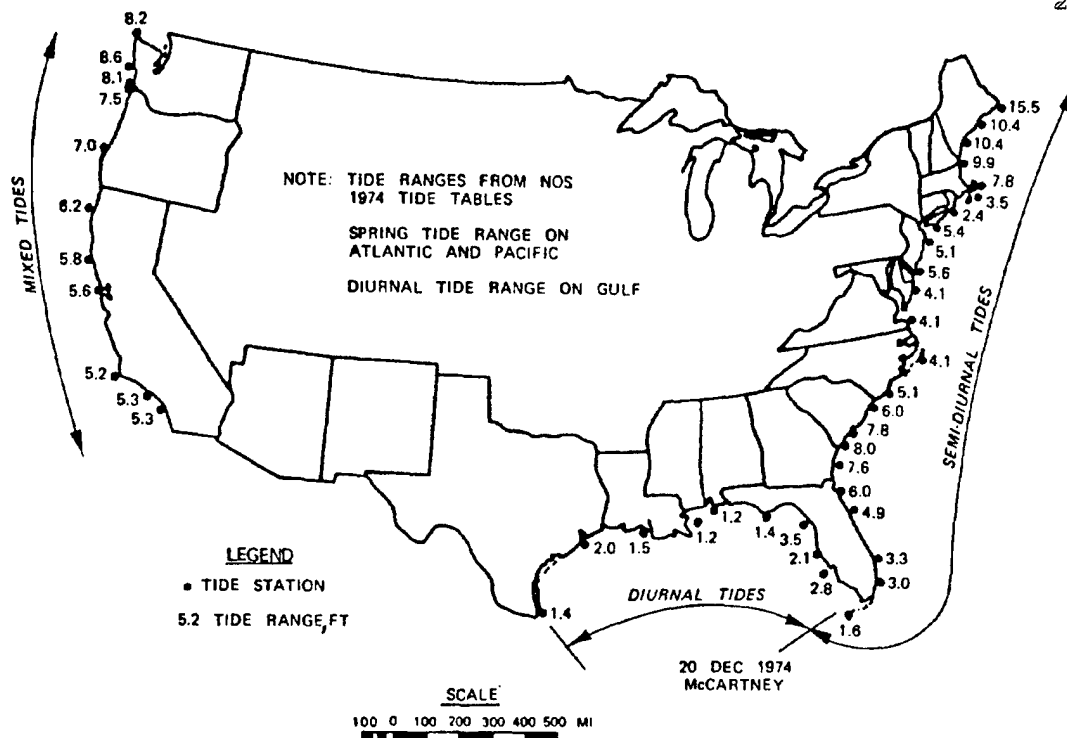 8.2
8.6
8.1
7.5
7.0
6.2
5.8
5.6
5.2
5.3
5.3
MIXED TIDES
NOTE: TIDE RANGES FROM NOS
1974 TIDE TABLES
SPRING TIDE RANGE ON
ATLANTIC AND PACIFIC
DIURNAL TIDE RANGE ON GULF
15.5
10.4
10.4
9.9
7.8
3.5
2.4
5.4
5.1
5.6
4.1
4.1
4.1
5.1
6.0
7.8
8.0
7.6
6.0
4.9
3.3
3.0
1.6
SEMI-DIURNAL TIDES
2.8
2.1
3.5
1.4
1.2
1.2
1.5
2.0
1.4
DIURNAL TIDES
LEGEND
TIDE STATION
5.2 TIDE RANGE, FT
20 DEC 1974
McCARTNEY
SCALE
100 0 100 200 300 400 500 MI